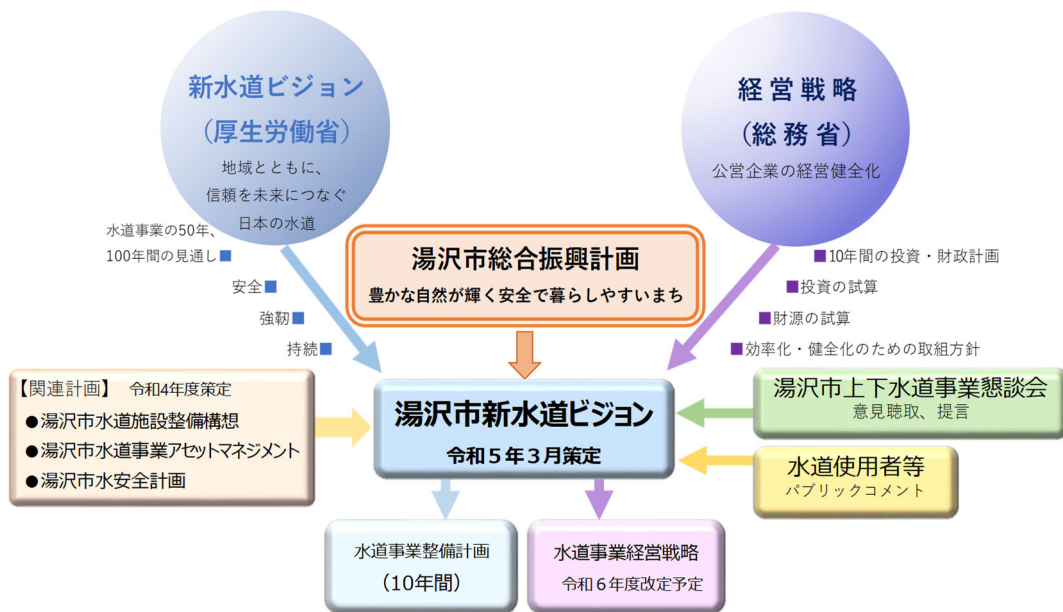 新水道ビジョン
（厚生労働省）
地域とともに、
信頼を未来につなぐ
日本の水道
水道事業の50年、
100年間の見通し■
安全■
強靭■
持続■
経営戦略
（総務省）
公営企業の経営健全化
■10年間の投資・財政計画
■投資の試算
■財源の試算
■効率化・健全化のための取組方針
湯沢市総合振興計画
豊かな自然が輝く安全で暮らしやすいまち
【関連計画】 令和4年度策定
●湯沢市水道施設整備構想
●湯沢市水道事業アセットマネジメント
●湯沢市水安全計画
湯沢市新水道ビジョン
令和５年３月策定
湯沢市上下水道事業懇談会
意見聴取、提言
水道使用者等
パブリックコメント
水道事業整備計画
（10年間）
水道事業経営戦略
令和６年度改定予定